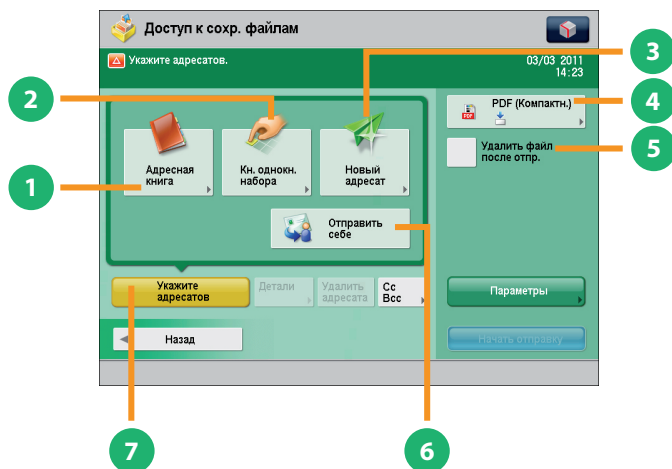 Доступ к сохр. файлам
Укажите адресатов.
03/03 2011
14:23
3
2
4
PDF (Компактн.)
PDF
Удалить файл
после отпр.
5
Адресная
книга
Кн. однокн.
набора
Новый
адресат
1
Отправить
себе
Укажите
адресатов
Детали
Удалить
адресата
Cc
Bcc
Параметры
Назад
Начать отправку
7
6